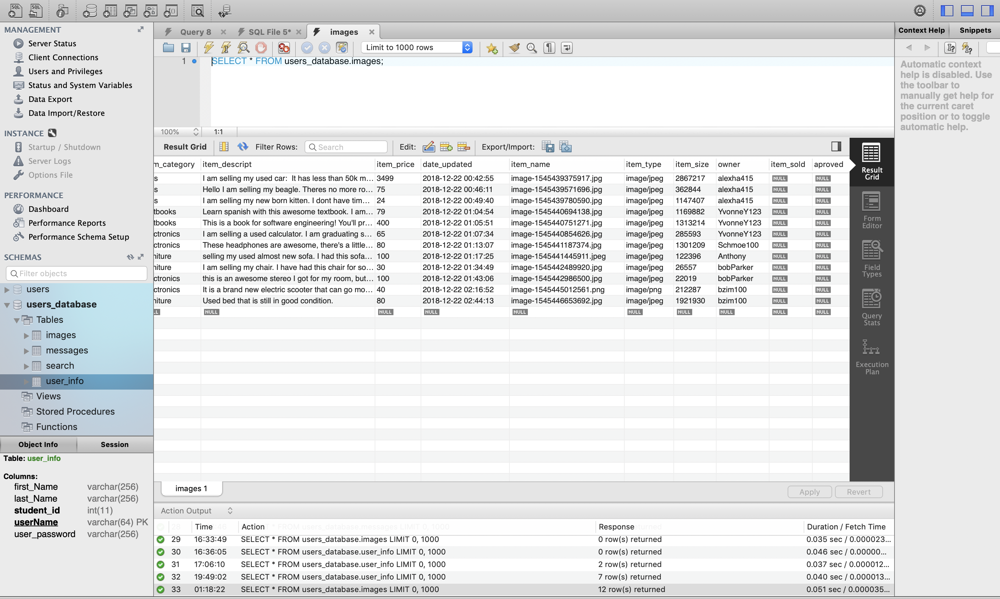 SQL SQL
MANAGEMENT
Server Status
Client Connections
Users and Privileges
Status and System Variables
Data Export
Data Import/Restore
INSTANCE
Startup / Shutdown
Server Logs
Options File
PERFORMANCE
Dashboard
Performance Reports
Performance Schema Setup
SCHEMAS
Filter objects
users
users_database
Tables
images
messages
search
user_info
Views
Stored Procedures
Functions
Object Info Session
Table: user_info
Columns:
first_Name varchar(256)
last_Name varchar(256)
student_id int(11)
userName varchar(64) PK
user_password varchar(256)
Query 8 SQL File 5* images
Limit to 1000 rows
1 SELECT * FROM users_database.images;
100% 1:1
Result Grid Filter Rows: Search Edit: Export/Import:
m_category item_descript item_price date_updated item_name item_type item_size owner item_sold aproved
s I am selling my used car: It has less than 50k m... 3499 2018-12-22 00:42:55 image-1545439375917.jpg image/jpeg 2867217 alexha415 NULL NULL
s Hello I am selling my beagle. Theres no more ro... 75 2018-12-22 00:46:11 image-1545439571696.jpg image/jpeg 362844 alexha415 NULL NULL
s I am selling my new born kitten. I dont have tim... 24 2018-12-22 00:49:40 image-1545439780590.jpg image/jpeg 1147407 alexha415 NULL NULL
tbooks Learn spanish with this awesome textbook. I am... 79 2018-12-22 01:04:54 image-1545440694138.jpg image/jpeg 1169882 YvonneY123 NULL NULL
tbooks This is a book for software engineering! You'll pr... 400 2018-12-22 01:05:51 image-1545440751271.jpg image/jpeg 1313214 YvonneY123 NULL NULL
ctronics I am selling a used calculator. I am graduating s... 65 2018-12-22 01:07:34 image-1545440854626.jpg image/jpeg 285593 YvonneY123 NULL NULL
ctronics These headphones are awesome, there's a little... 80 2018-12-22 01:13:07 image-1545441187374.jpg image/jpeg 1301209 Schmoe100 NULL NULL
niture selling my used almost new sofa. I had this sofa... 100 2018-12-22 01:17:25 image-1545441445911.jpeg image/jpeg 122396 Anthony NULL NULL
niture I am selling my chair. I have had this chair for so... 30 2018-12-22 01:34:49 image-1545442489920.jpg image/jpeg 26557 bobParker NULL NULL
ctronics this is an awesome stereo I got for my room, but... 100 2018-12-22 01:43:06 image-1545442986500.jpg image/jpeg 22019 bobParker NULL NULL
ctronics It is a brand new electric scooter that can go mo... 40 2018-12-22 02:16:52 image-1545445012561.png image/png 212287 bzim100 NULL NULL
niture Used bed that is still in good condition. 80 2018-12-22 02:44:13 image-1545446653692.jpg image/jpeg 1921930 bzim100 NULL NULL
LL NULL NULL NULL NULL NULL NULL NULL NULL NULL
Result Grid
Form Editor
Field Types
Query Stats
Execution Plan
images 1 Apply Revert
Action Output
Time Action Response Duration / Fetch Time
28 46 * FROM users_database.messages LIMIT 0, 1000 eturned
29 16:33:49 SELECT * FROM users_database.images LIMIT 0, 1000 0 row(s) returned 0.035 sec / 0.000023...
30 16:36:05 SELECT * FROM users_database.user_info LIMIT 0, 1000 0 row(s) returned 0.046 sec / 0.00000...
31 17:06:10 SELECT * FROM users_database.user_info LIMIT 0, 1000 2 row(s) returned 0.037 sec / 0.000012...
32 19:49:02 SELECT * FROM users_database.user_info LIMIT 0, 1000 7 row(s) returned 0.040 sec / 0.000013...
33 01:18:22 SELECT * FROM users_database.images LIMIT 0, 1000 12 row(s) returned 0.051 sec / 0.000035...
Context Help Snippets
Automatic context
help is disabled. Use
the toolbar to
manually get help for
the current caret
position or to toggle
automatic help.